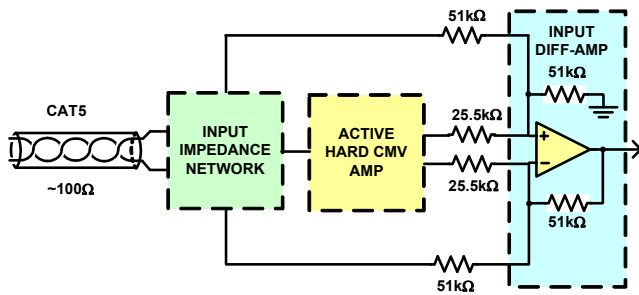 51kΩ
INPUT
DIFF-AMP
51kΩ
CAT5
~100Ω
INPUT
IMPEDANCE
NETWORK
ACTIVE
HARD CMV
AMP
25.5kΩ
25.5kΩ
+
−
51kΩ
51kΩ